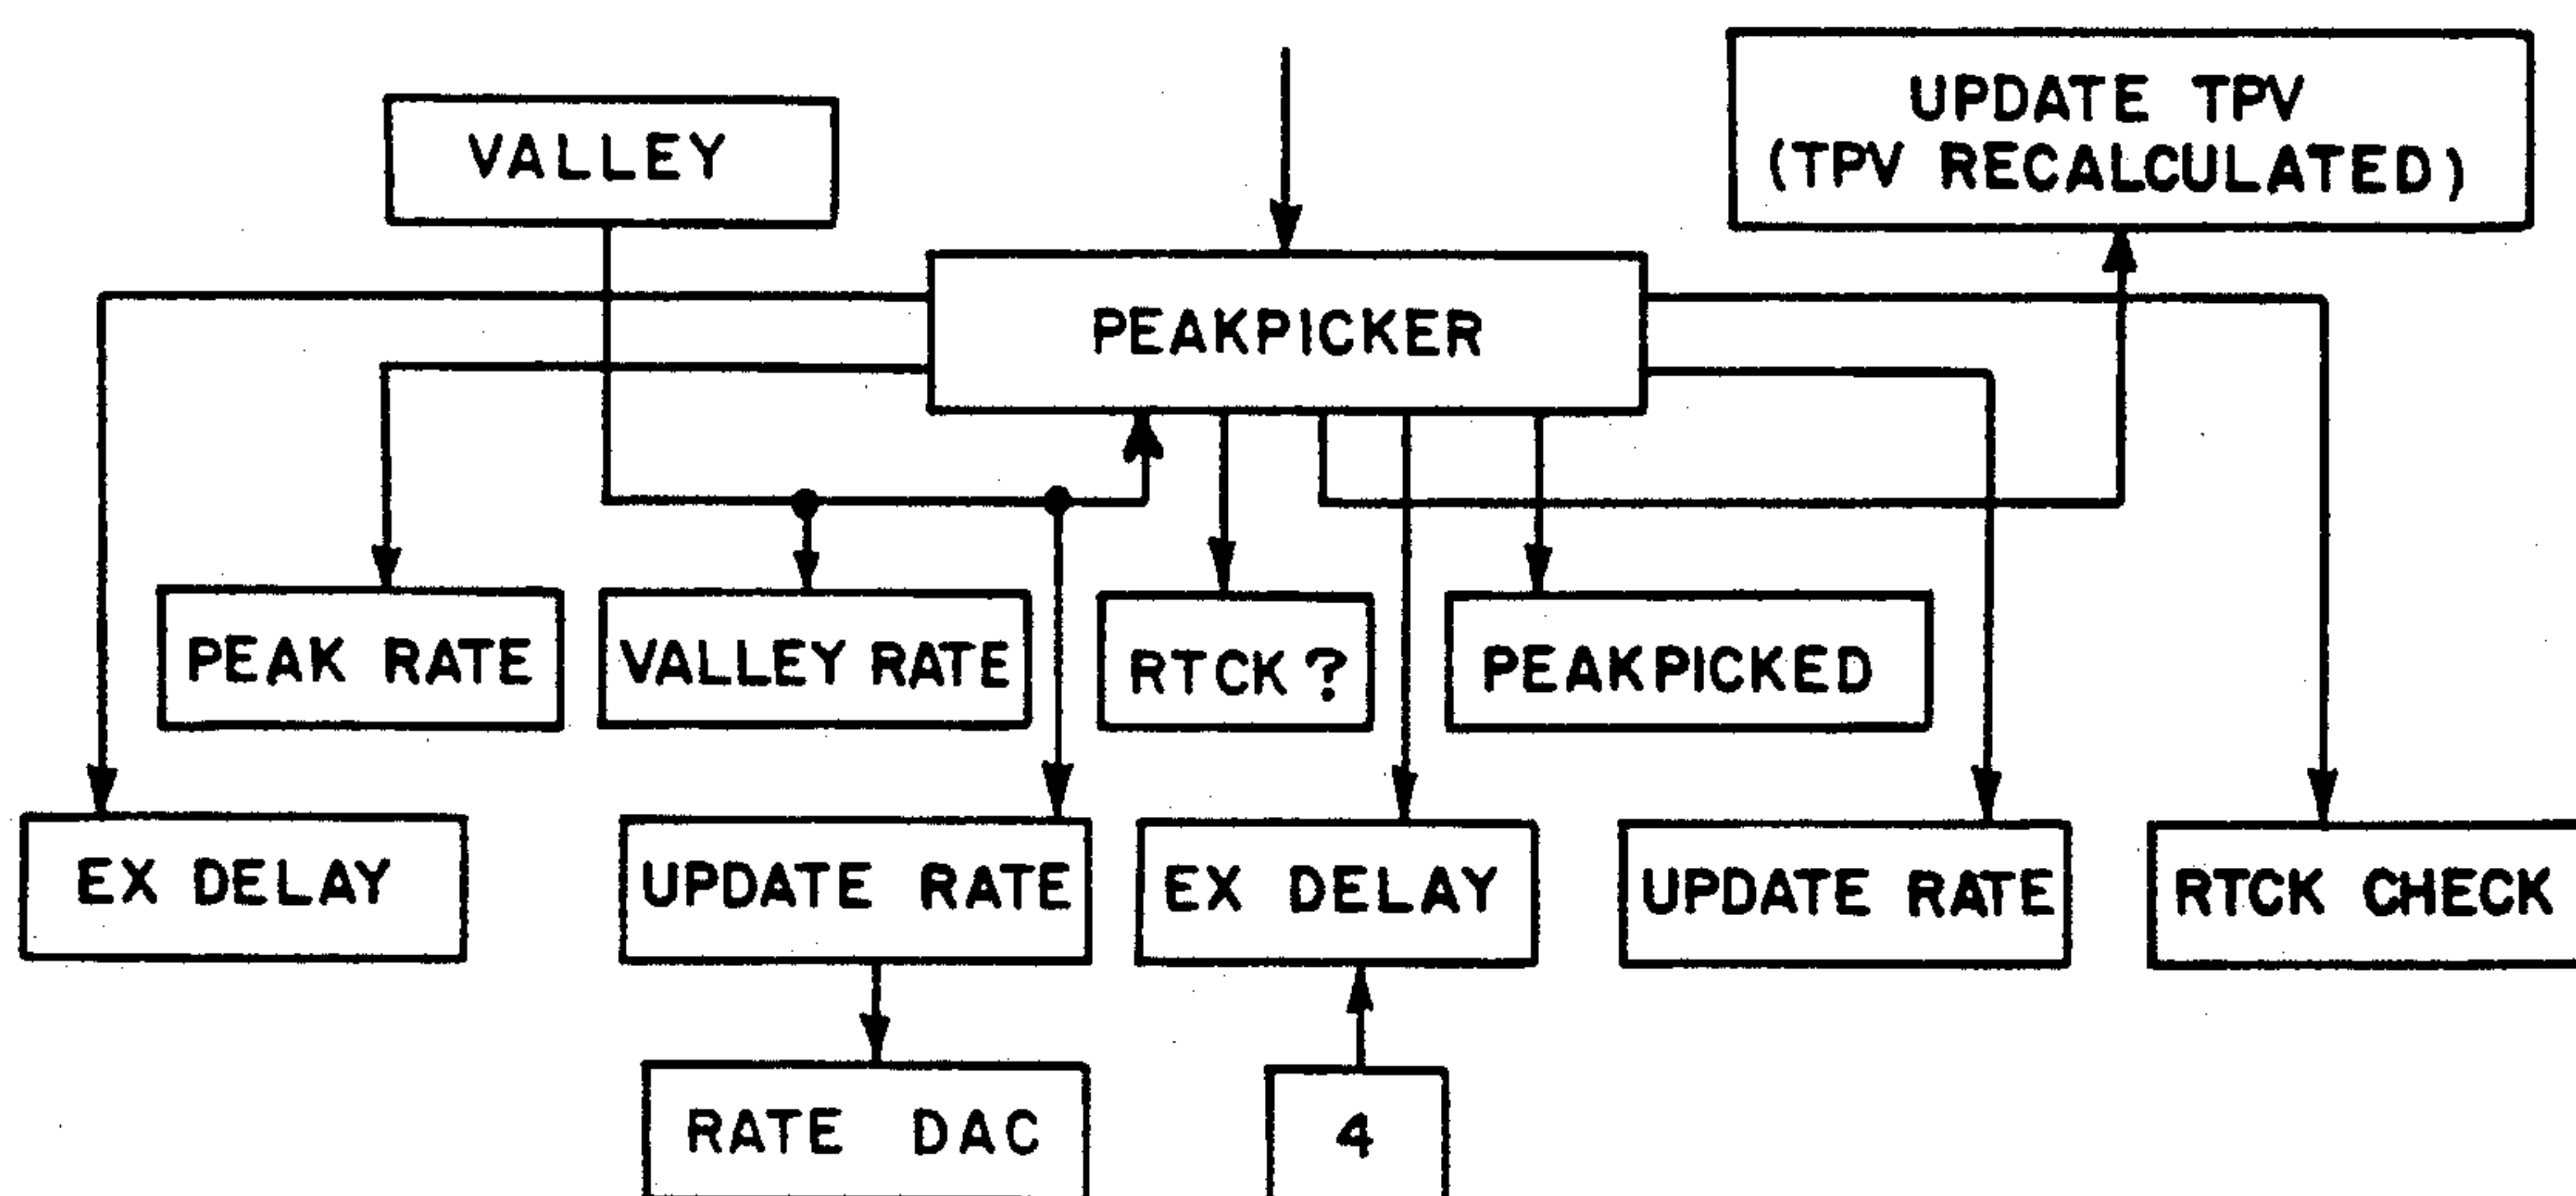 UPDATE TPV
(TPV RECALCULATED)
VALLEY
PEAKPICKER
PEAK RATE
VALLEY RATE
RTCK ?
PEAKPICKED
EX DELAY
UPDATE RATE
EX DELAY
UPDATE RATE
RTCK CHECK
RATE DAC
4